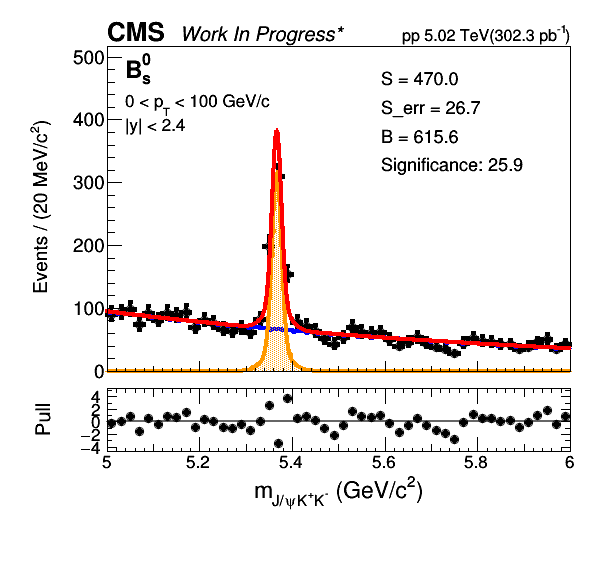 CMS Work In Progress* pp 5.02 TeV(302.3 pb⁻¹)
B⁰ₛ
0 < p_T < 100 GeV/c
|y| < 2.4
S = 470.0
S_err = 26.7
B = 615.6
Significance: 25.9
Events / (20 MeV/c²)
500
400
300
200
100
0
Pull
4
2
0
−2
−4
5 5.2 5.4 5.6 5.8 6
m_{J/ψK⁺K⁻} (GeV/c²)